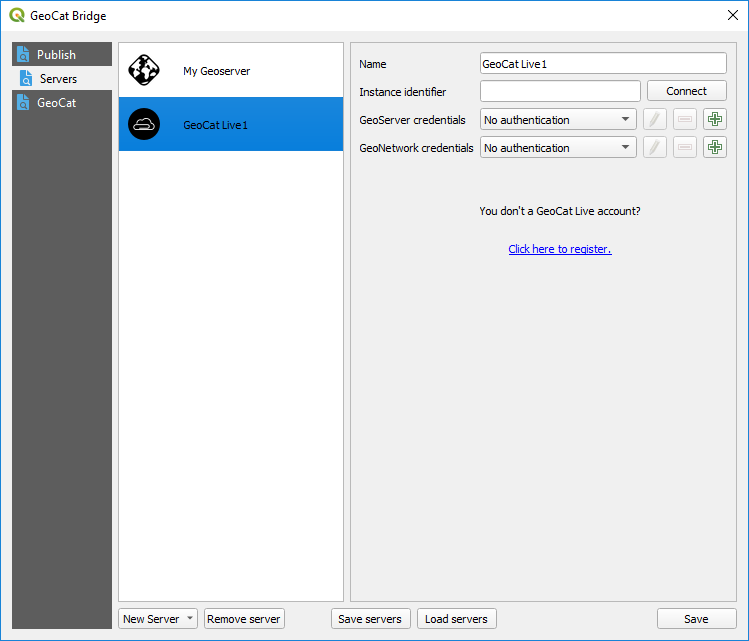 GeoCat Bridge
Publish
Servers
GeoCat
My Geoserver
GeoCat Live1
Name
GeoCat Live1
Instance identifier
Connect
GeoServer credentials
No authentication
GeoNetwork credentials
No authentication
You don't a GeoCat Live account?
Click here to register.
New Server
Remove server
Save servers
Load servers
Save